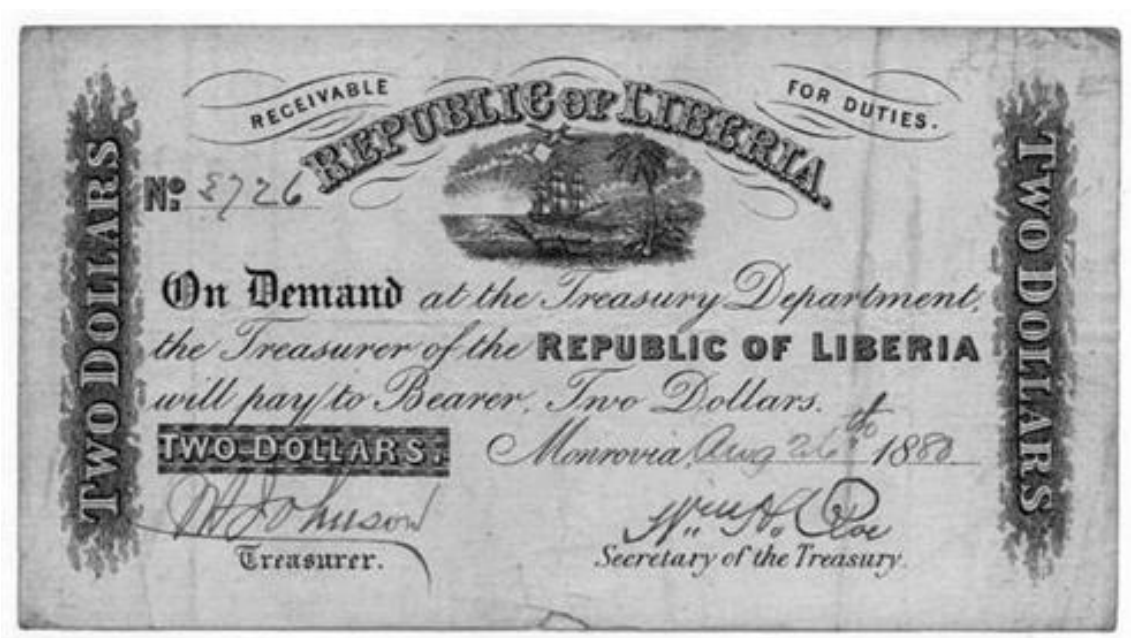 RECEIVABLE FOR DUTIES.
REPUBLIC OF LIBERIA.
TWO DOLLARS
TWO DOLLARS
No 2726
On Demand at the Treasury Department,
the Treasurer of the REPUBLIC OF LIBERIA
will pay to Bearer, Two Dollars.
TWO DOLLARS.
Monrovia, Aug 26th 1880
Johnson
Treasurer.
Wm H.
Secretary of the Treasury.